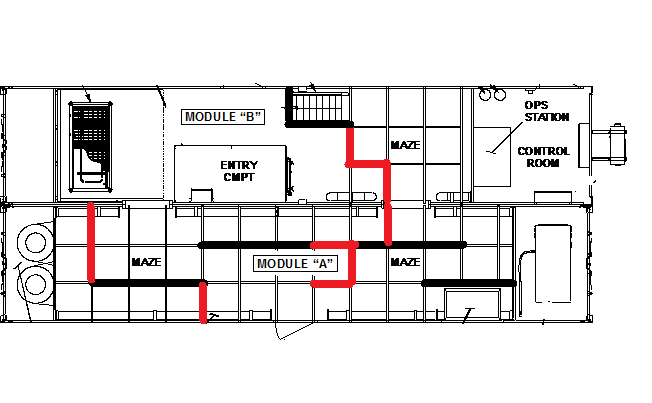 OPS
STATION
MODULE “B”
MAZE
CONTROL
ROOM
ENTRY
CMPT
MAZE
MODULE “A”
MAZE